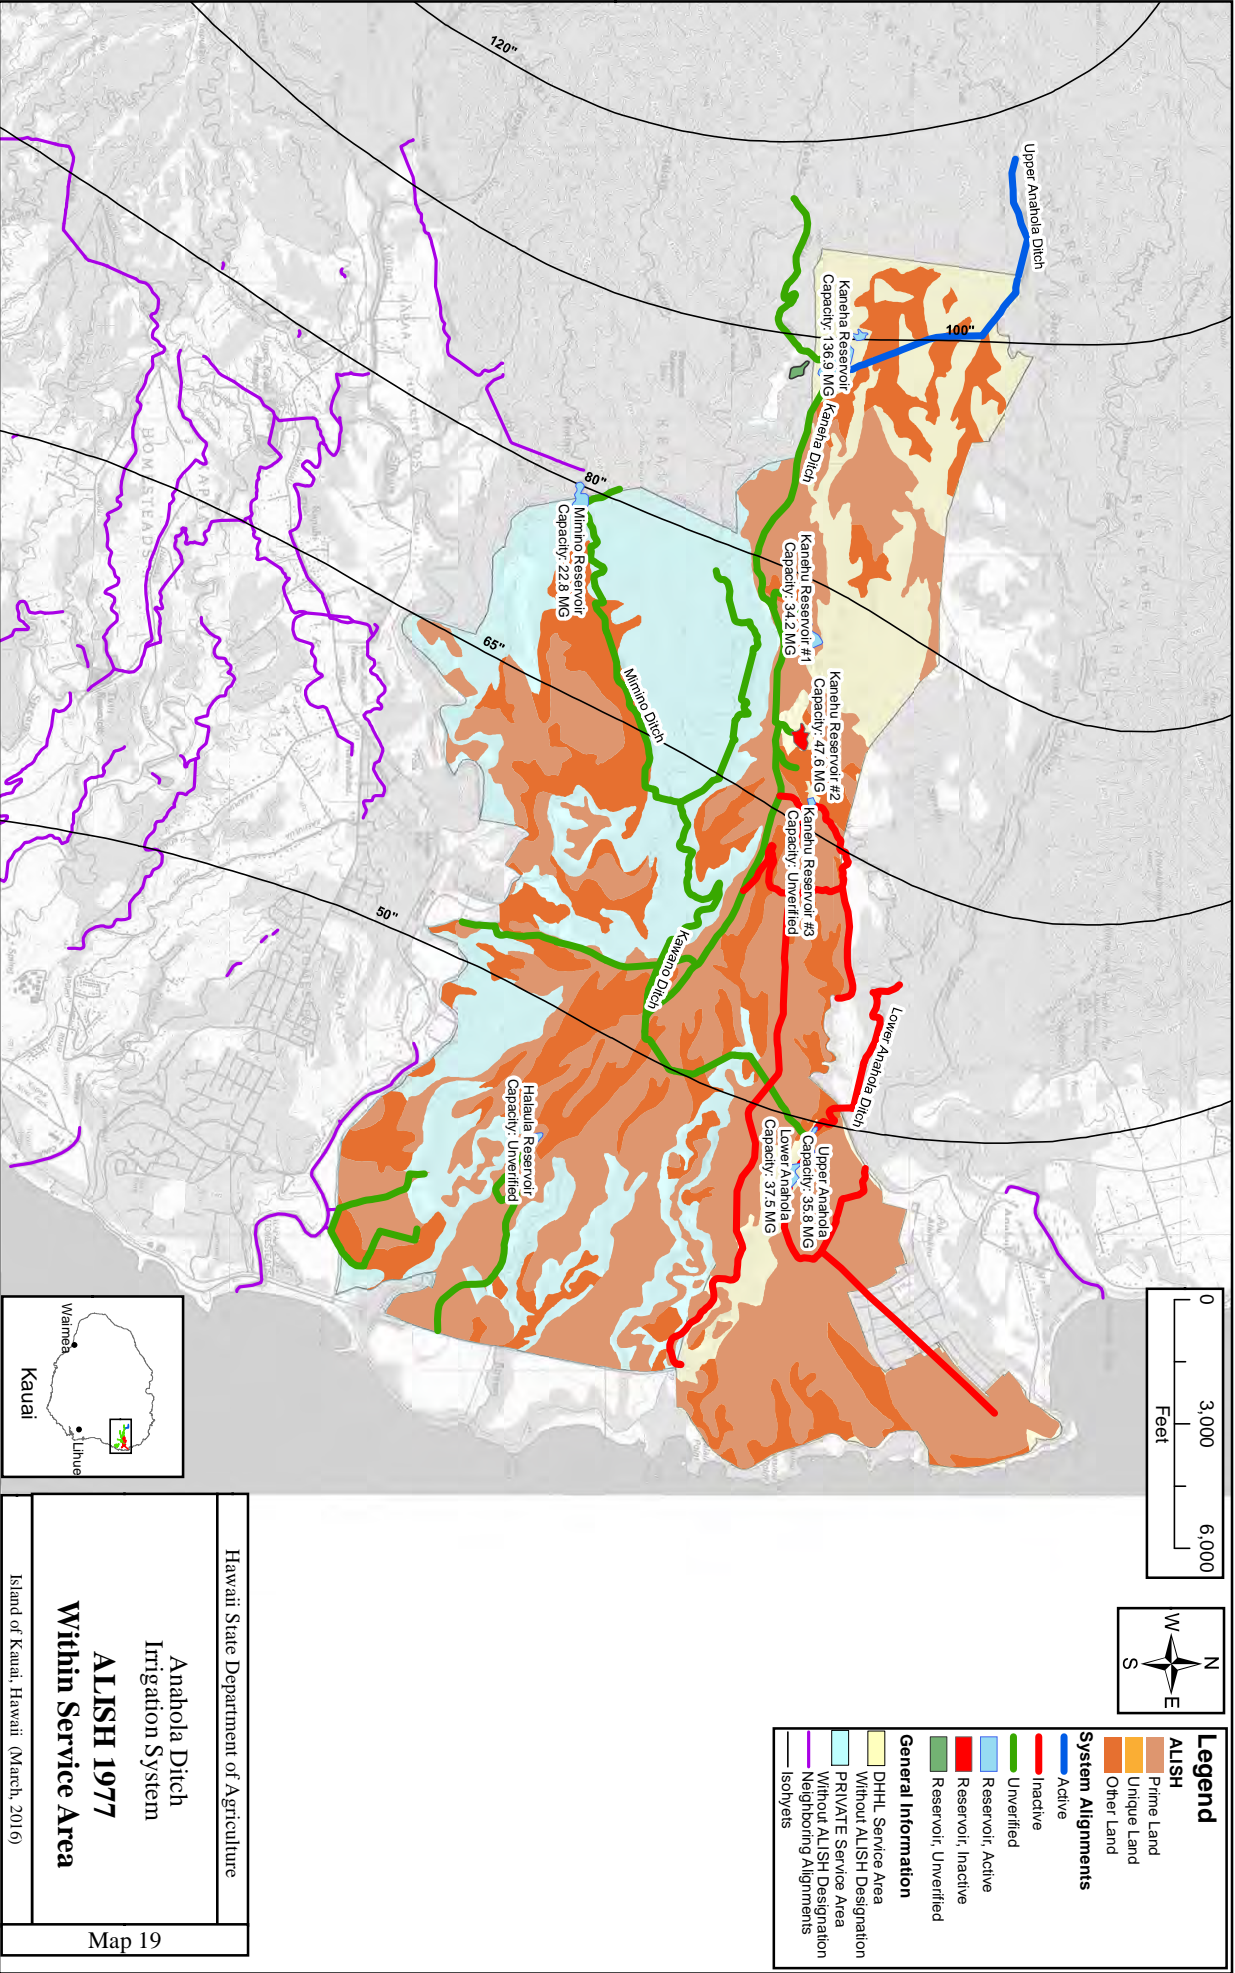 120"
Upper Anahola Ditch
100"
Kaneha Reservoir
Capacity: 136.9 MG
Kaneha Ditch
80"
Mimino Reservoir
Capacity: 22.8 MG
Kanehu Reservoir #1
Capacity: 34.2 MG
Kanehu Reservoir #2
Capacity: 47.6 MG
65"
Mimino Ditch
Kanehu Reservoir #3
Capacity: Unverified
50"
Kawano Ditch
Lower Anahola Ditch
Upper Anahola
Capacity: 35.8 MG
Lower Anahola
Capacity: 37.5 MG
Halaula Reservoir
Capacity: Unverified
HOMESTEADS
0 3,000 6,000
Feet
N
W E
S
Legend
ALISH
Prime Land
Unique Land
Other Land
System Alignments
Active
Inactive
Unverified
Reservoir, Active
Reservoir, Inactive
Reservoir, Unverified
General Information
DHHL Service Area
Without ALISH Designation
PRIVATE Service Area
Without ALISH Designation
Neighboring Alignments
Isohyets
Waimea
Lihue
Kauai
Hawaii State Department of Agriculture
Anahola Ditch
Irrigation System
ALISH 1977
Within Service Area
Island of Kauai, Hawaii (March, 2016)
Map 19